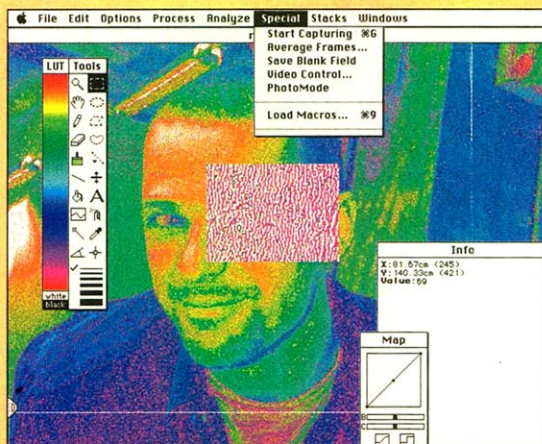 File Edit Options Process Analyze Special Stacks Windows
Start Capturing ⌘G
Average Frames...
Save Blank Field
Video Control...
PhotoMode
Load Macros... ⌘9
LUT Tools
A
white
black
Info
X:81.67cm (245)
Y:140.33cm (421)
Value:69
Map
B
C